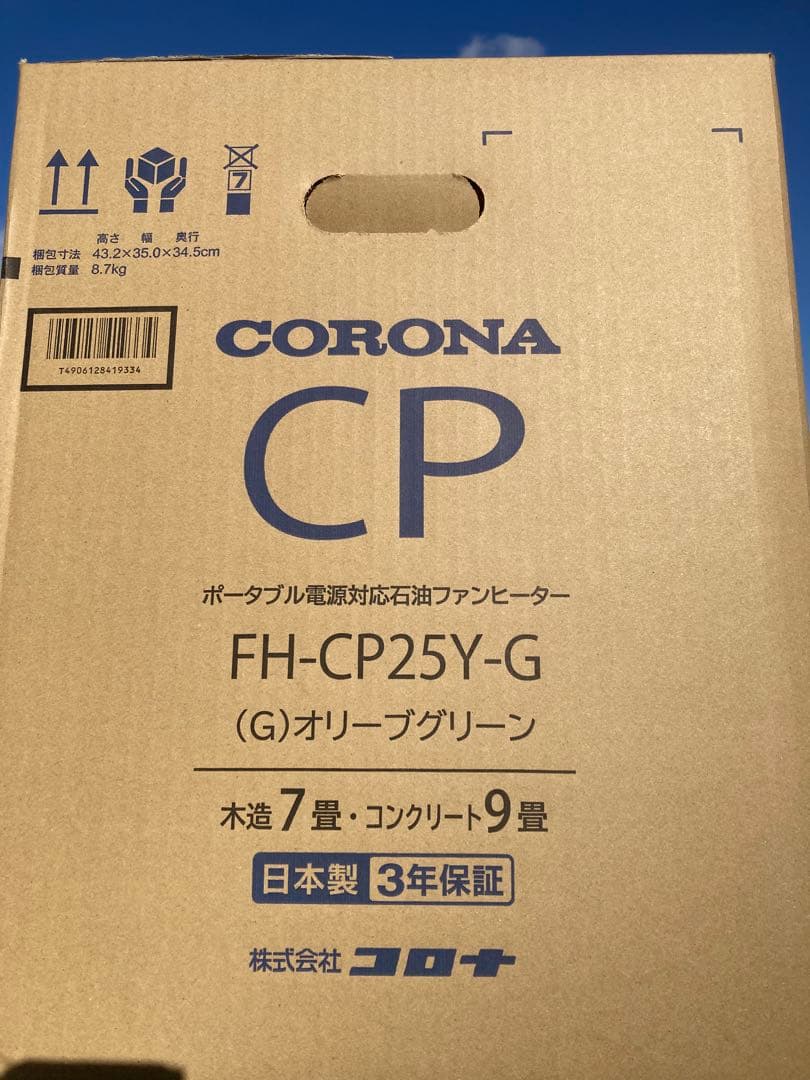 7
高さ 幅 奥行
梱包寸法 43.2×35.0×34.5cm
梱包質量 8.7kg
T4906128419334
CORONA
CP
ポータブル電源対応石油ファンヒーター
FH-CP25Y-G
(G)オリーブグリーン
木造7畳・コンクリート9畳
日本製 3年保証
株式会社 コロナ